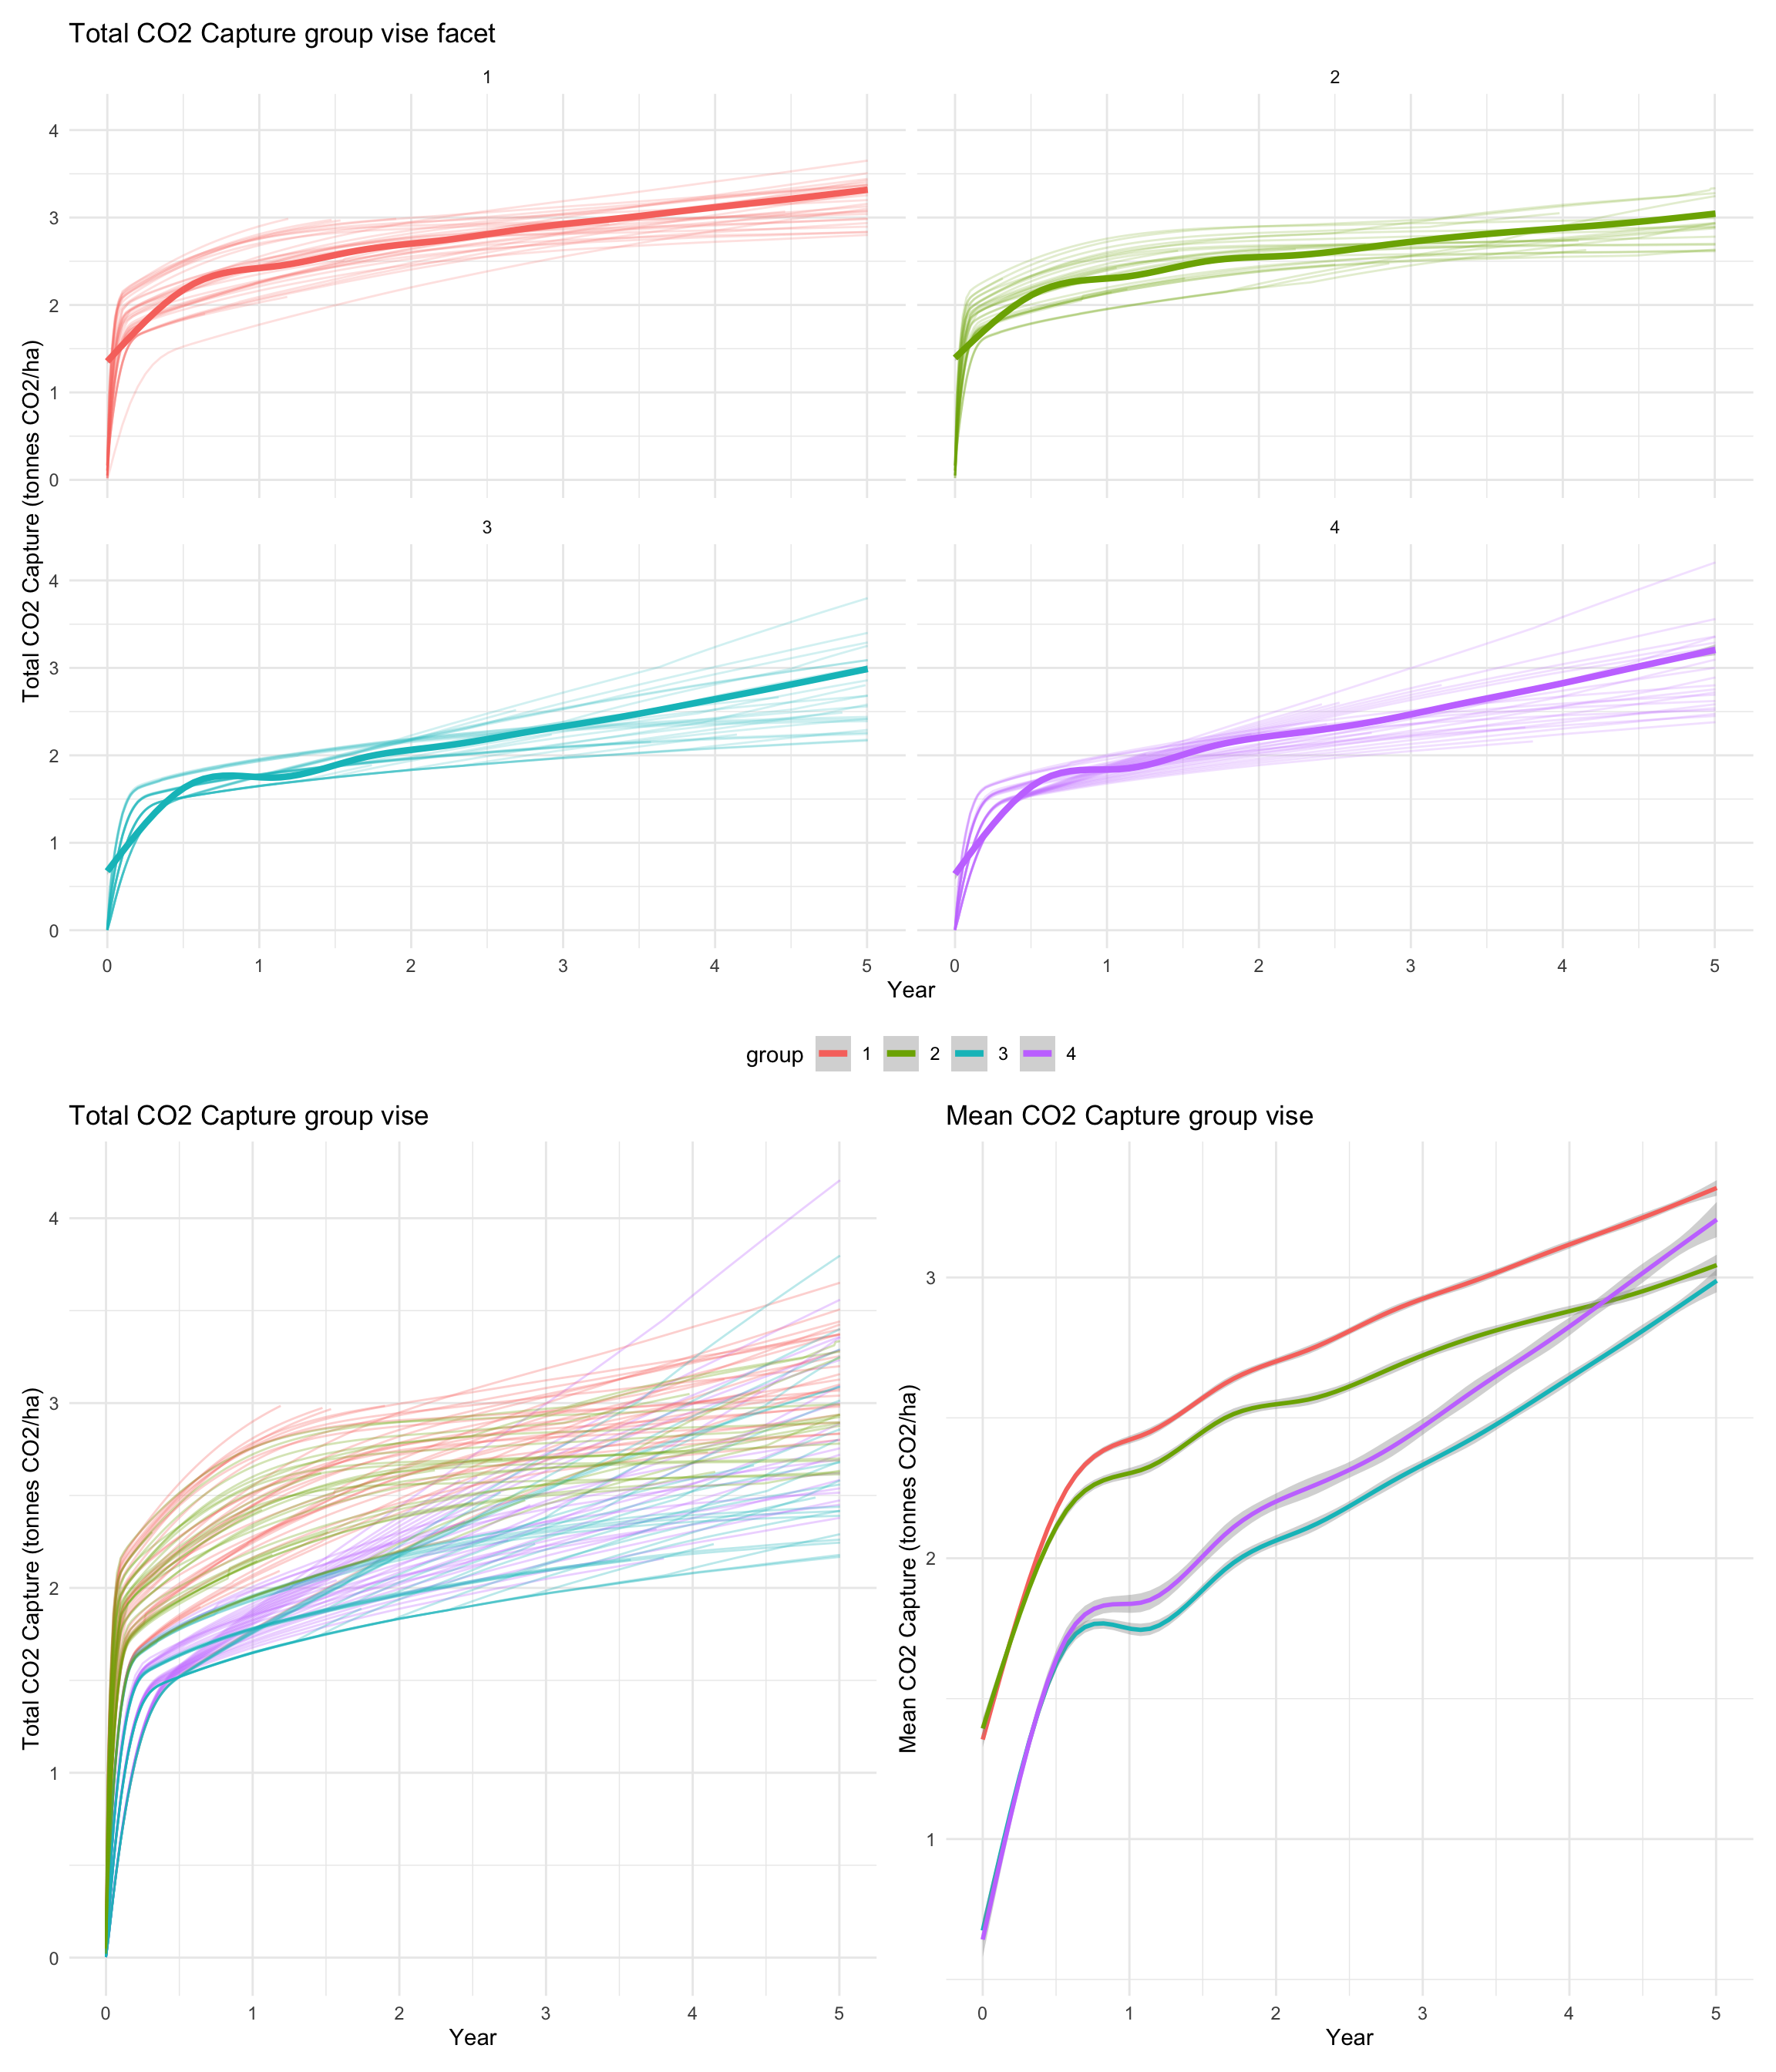 Total CO2 Capture group vise facet
1
2
4
3
2
1
0
3
4
4
3
2
1
0
Total CO2 Capture (tonnes CO2/ha)
0 1 2 3 4 5
0 1 2 3 4 5
Year
group 1 2 3 4
Total CO2 Capture group vise
4
3
2
1
0
Total CO2 Capture (tonnes CO2/ha)
0 1 2 3 4 5
Year
Mean CO2 Capture group vise
3
2
1
Mean CO2 Capture (tonnes CO2/ha)
0 1 2 3 4 5
Year